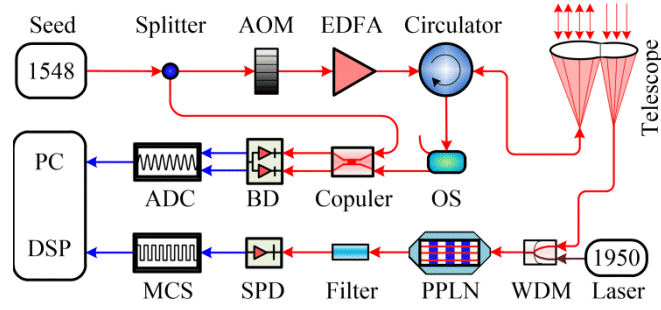 Seed Splitter AOM EDFA Circulator
1548
Telescope
PC
ADC BD Copuler OS
DSP
1950
MCS SPD Filter PPLN WDM Laser